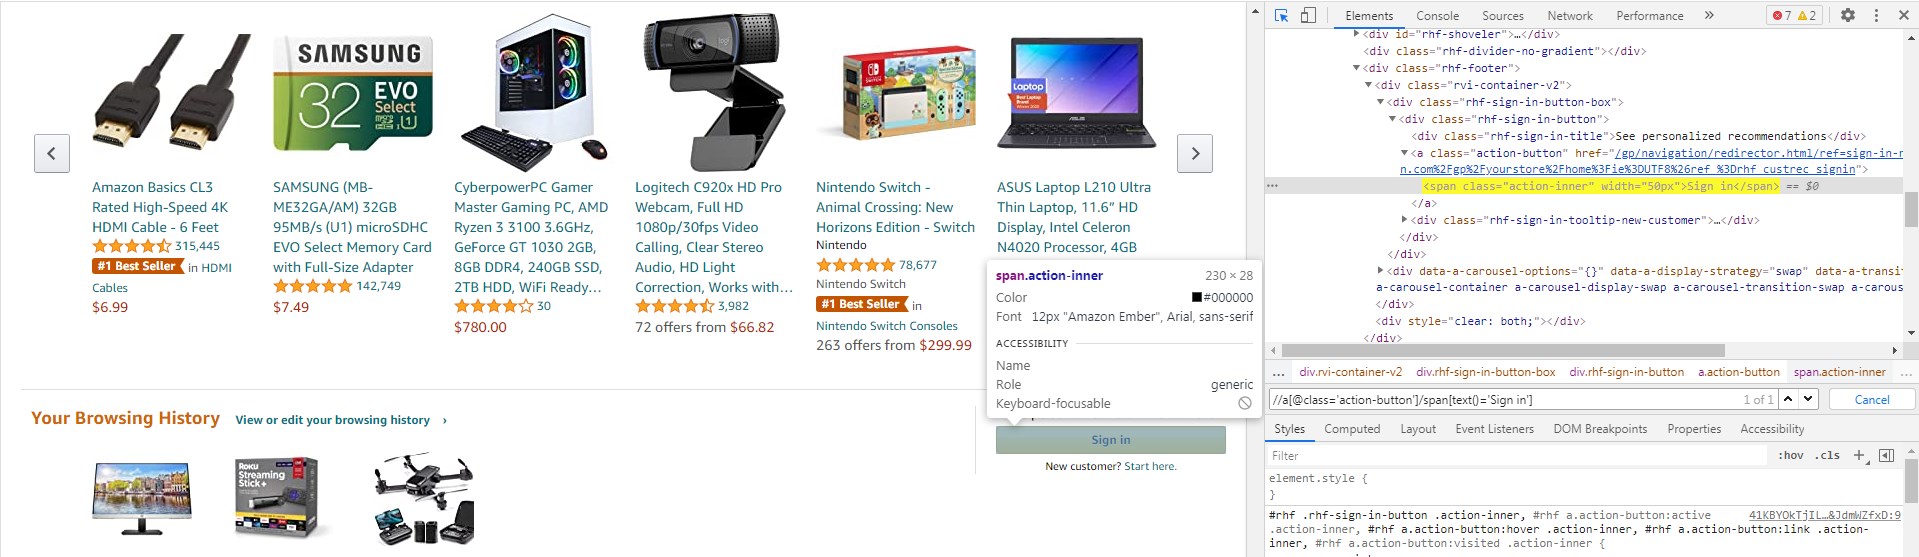 SAMSUNG
32
EVO
Select
Laptop
Amazon Basics CL3
Rated High-Speed 4K
HDMI Cable - 6 Feet
315,445
#1 Best Seller in HDMI
Cables
$6.99
SAMSUNG (MB-
ME32GA/AM) 32GB
95MB/s (U1) microSDHC
EVO Select Memory Card
with Full-Size Adapter
142,749
$7.49
CyberpowerPC Gamer
Master Gaming PC, AMD
Ryzen 3 3100 3.6GHz,
GeForce GT 1030 2GB,
8GB DDR4, 240GB SSD,
2TB HDD, WiFi Ready…
30
$780.00
Logitech C920x HD Pro
Webcam, Full HD
1080p/30fps Video
Calling, Clear Stereo
Audio, HD Light
Correction, Works with…
3,982
72 offers from $66.82
Nintendo Switch -
Animal Crossing: New
Horizons Edition - Switch
Nintendo
78,677
Nintendo Switch
#1 Best Seller in
Nintendo Switch Consoles
263 offers from $299.99
ASUS Laptop L210 Ultra
Thin Laptop, 11.6” HD
Display, Intel Celeron
N4020 Processor, 4GB
span.action-inner 230 × 28
Color #000000
Font 12px "Amazon Ember", Arial, sans-serif
ACCESSIBILITY
Name
Role generic
Keyboard-focusable
Sign in
New customer? Start here.
Your Browsing History View or edit your browsing history ›
Roku
Streaming
Stick+
Elements Console Sources Network Performance » 7 2
<div id="rhf-shoveler">…</div>
<div class="rhf-divider-no-gradient"></div>
<div class="rhf-footer">
<div class="rvi-container-v2">
<div class="rhf-sign-in-button-box">
<div class="rhf-sign-in-button">
<div class="rhf-sign-in-title">See personalized recommendations</div>
<a class="action-button" href="/gp/navigation/redirector.html/ref=sign-in-r
n.com%2Fgp%2Fyourstore%2Fhome%3Fie%3DUTF8%26ref_%3Drhf_custrec_signin">
<span class="action-inner" width="50px">Sign in</span> == $0
</a>
<div class="rhf-sign-in-tooltip-new-customer">…</div>
</div>
</div>
<div data-a-carousel-options="{}" data-a-display-strategy="swap" data-a-transit
a-carousel-container a-carousel-display-swap a-carousel-transition-swap a-carous
</div>
<div style="clear: both;"></div>
</div>
… div.rvi-container-v2 div.rhf-sign-in-button-box div.rhf-sign-in-button a.action-button span.action-inner …
//a[@class='action-button']/span[text()='Sign in'] 1 of 1 Cancel
Styles Computed Layout Event Listeners DOM Breakpoints Properties Accessibility
Filter :hov .cls +
element.style {
}
#rhf .rhf-sign-in-button .action-inner, #rhf a.action-button:active 41KBYOkTjIL…&JdmWZfxD:9
.action-inner, #rhf a.action-button:hover .action-inner, #rhf a.action-button:link .action-
inner, #rhf a.action-button:visited .action-inner {